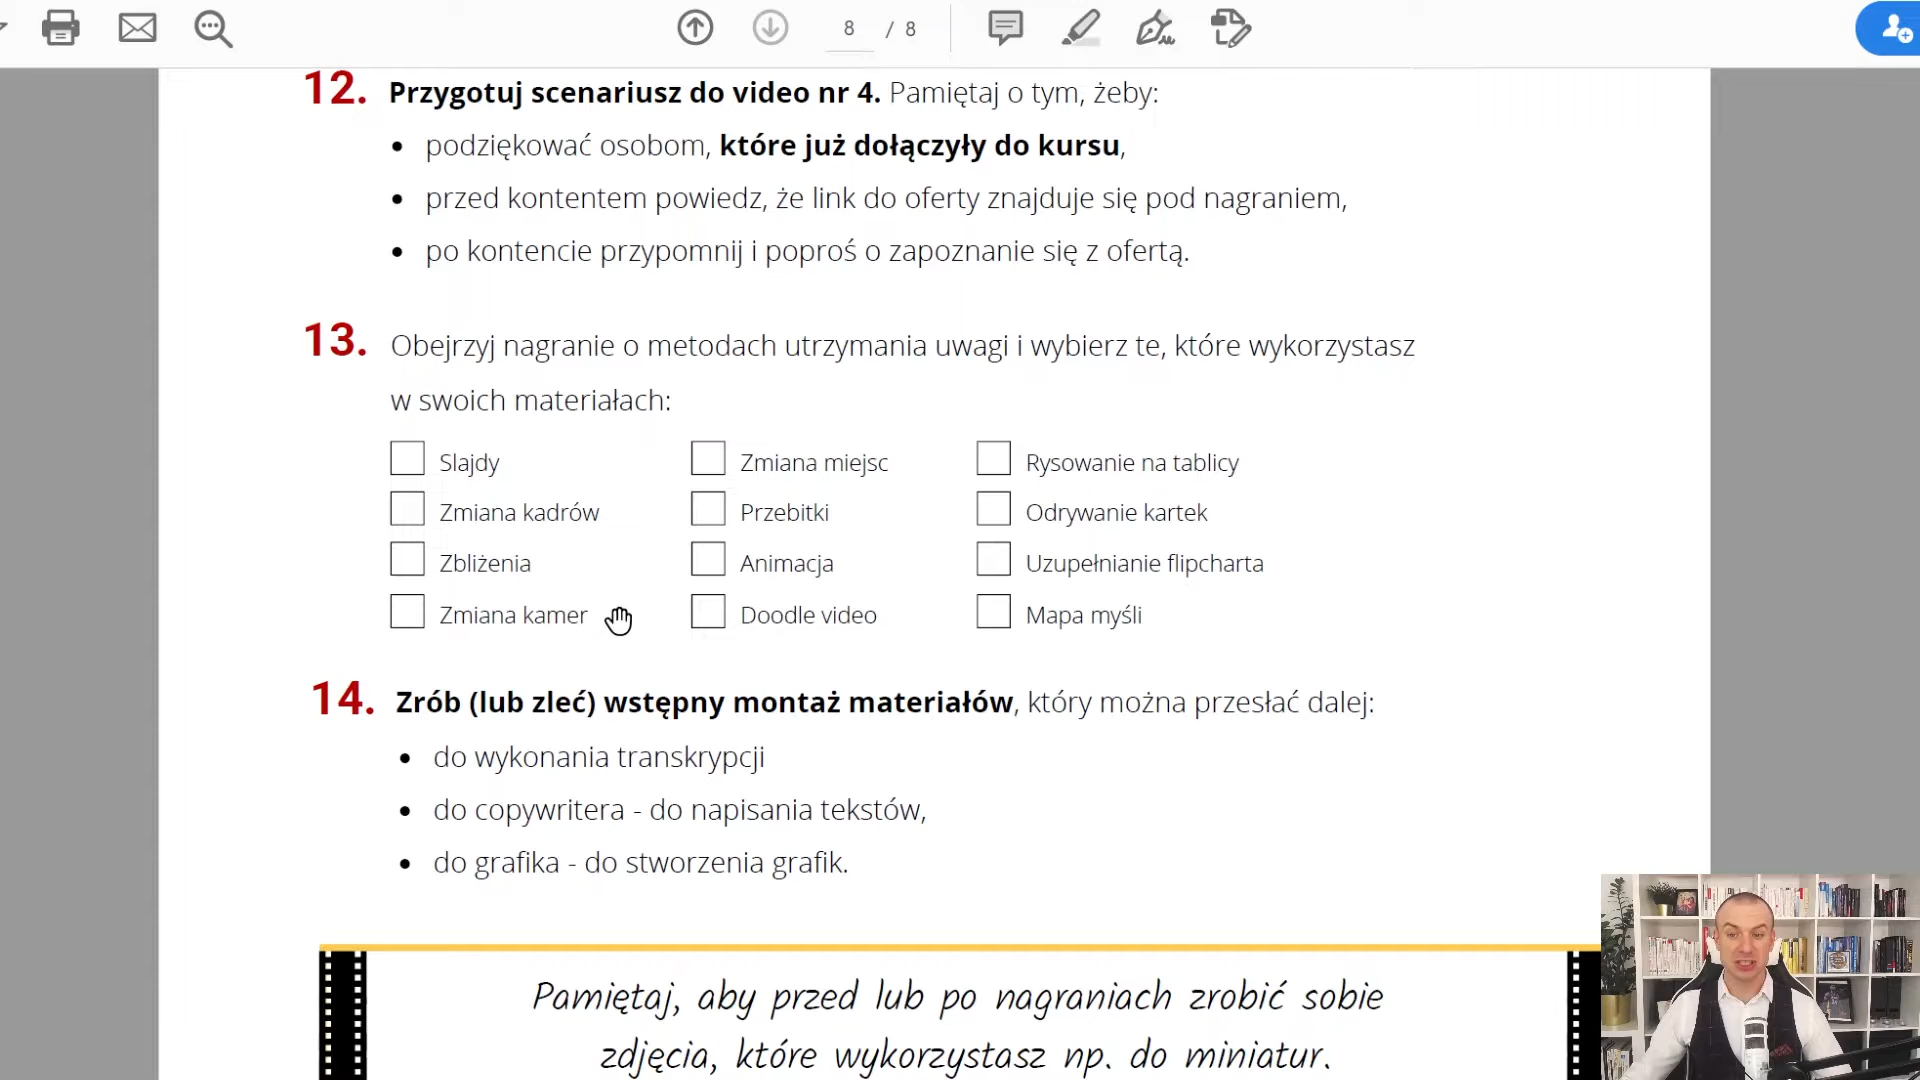 8 / 8
12. Przygotuj scenariusz do video nr 4. Pamiętaj o tym, żeby:
• podziękować osobom, które już dołączyły do kursu,
• przed kontentem powiedz, że link do oferty znajduje się pod nagraniem,
• po kontencie przypomnij i poproś o zapoznanie się z ofertą.
13. Obejrzyj nagranie o metodach utrzymania uwagi i wybierz te, które wykorzystasz
w swoich materiałach:
Slajdy Zmiana miejsc Rysowanie na tablicy
Zmiana kadrów Przebitki Odrywanie kartek
Zbliżenia Animacja Uzupełnianie flipcharta
Zmiana kamer Doodle video Mapa myśli
14. Zrób (lub zleć) wstępny montaż materiałów, który można przesłać dalej:
• do wykonania transkrypcji
• do copywritera - do napisania tekstów,
• do grafika - do stworzenia grafik.
Pamiętaj, aby przed lub po nagraniach zrobić sobie
zdjęcia, które wykorzystasz np. do miniatur.